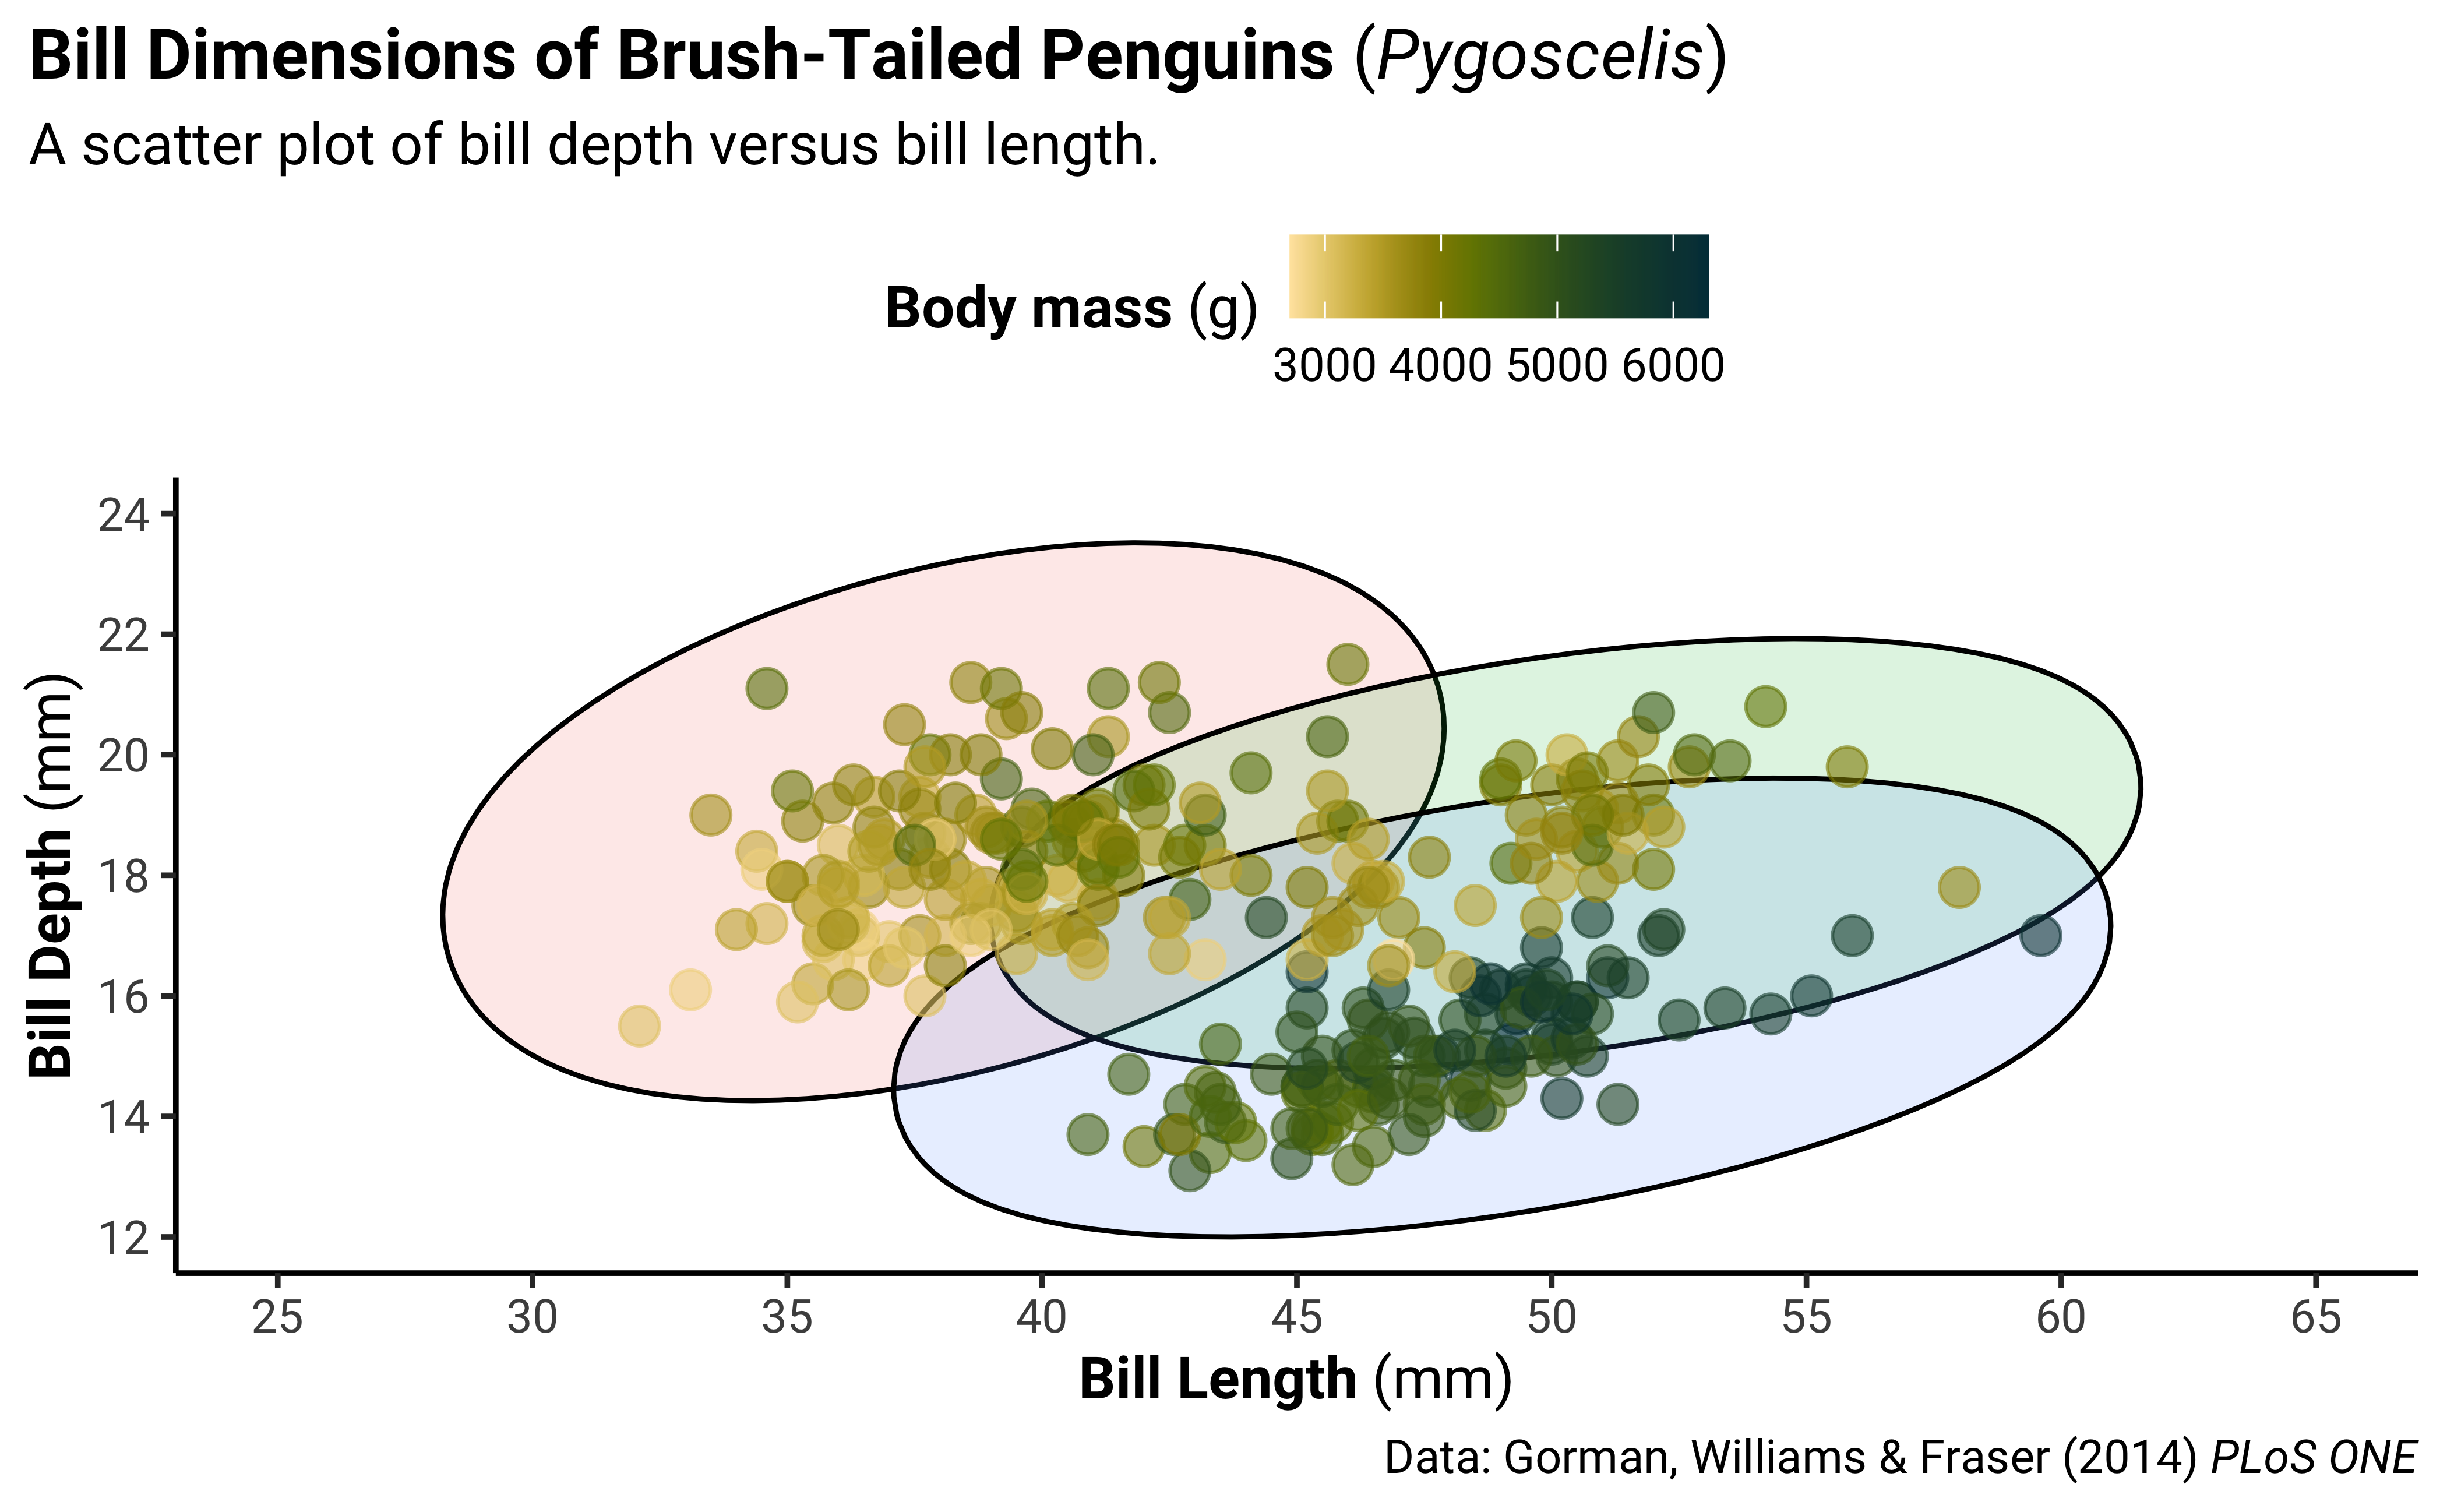 Bill Dimensions of Brush-Tailed Penguins (Pygoscelis)
A scatter plot of bill depth versus bill length.
Body mass (g)
3000 4000 5000 6000
Bill Depth (mm)
24
22
20
18
16
14
12
25 30 35 40 45 50 55 60 65
Bill Length (mm)
Data: Gorman, Williams & Fraser (2014) PLoS ONE